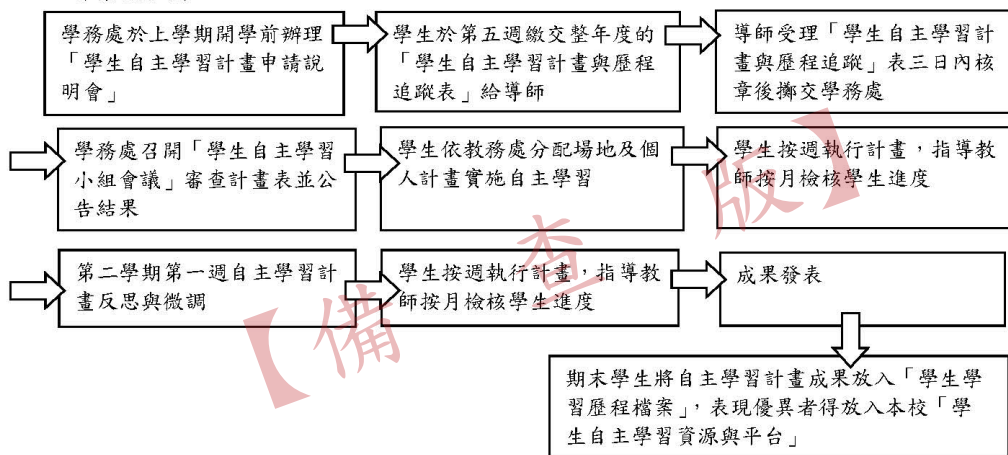 學務處於上學期開學前辦理
「學生自主學習計畫申請說
明會」
學生於第五週繳交整年度的
「學生自主學習計畫與歷程
追蹤表」給導師
導師受理「學生自主學習計
畫與歷程追蹤」表三日內核
章後擲交學務處
學務處召開「學生自主學習
小組會議」審查計畫表並公
告結果
學生依教務處分配場地及個
人計畫實施自主學習
學生按週執行計畫，指導教
師按月檢核學生進度
第二學期第一週自主學習計
畫反思與微調
學生按週執行計畫，指導教
師按月檢核學生進度
成果發表
期末學生將自主學習計畫成果放入「學生學
習歷程檔案」，表現優異者得放入本校「學
生自主學習資源與平台」
【備查版】